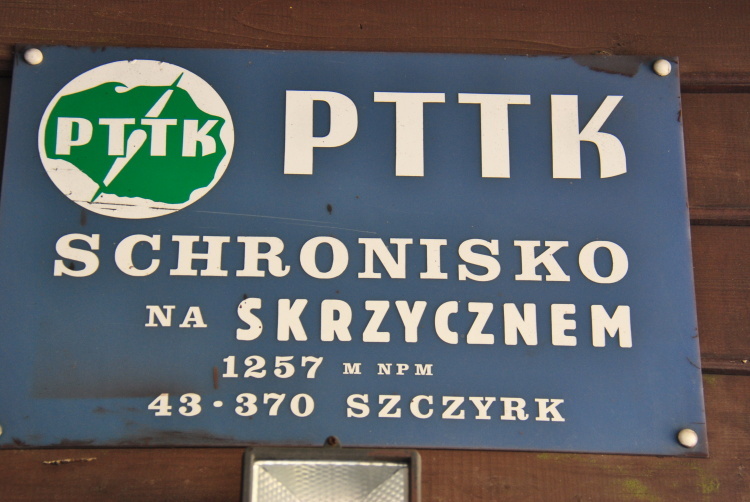 PTTK PTTK
SCHRONISKO
NA SKRZYCZNEM
1257 M NPM
43·370 SZCZYRK